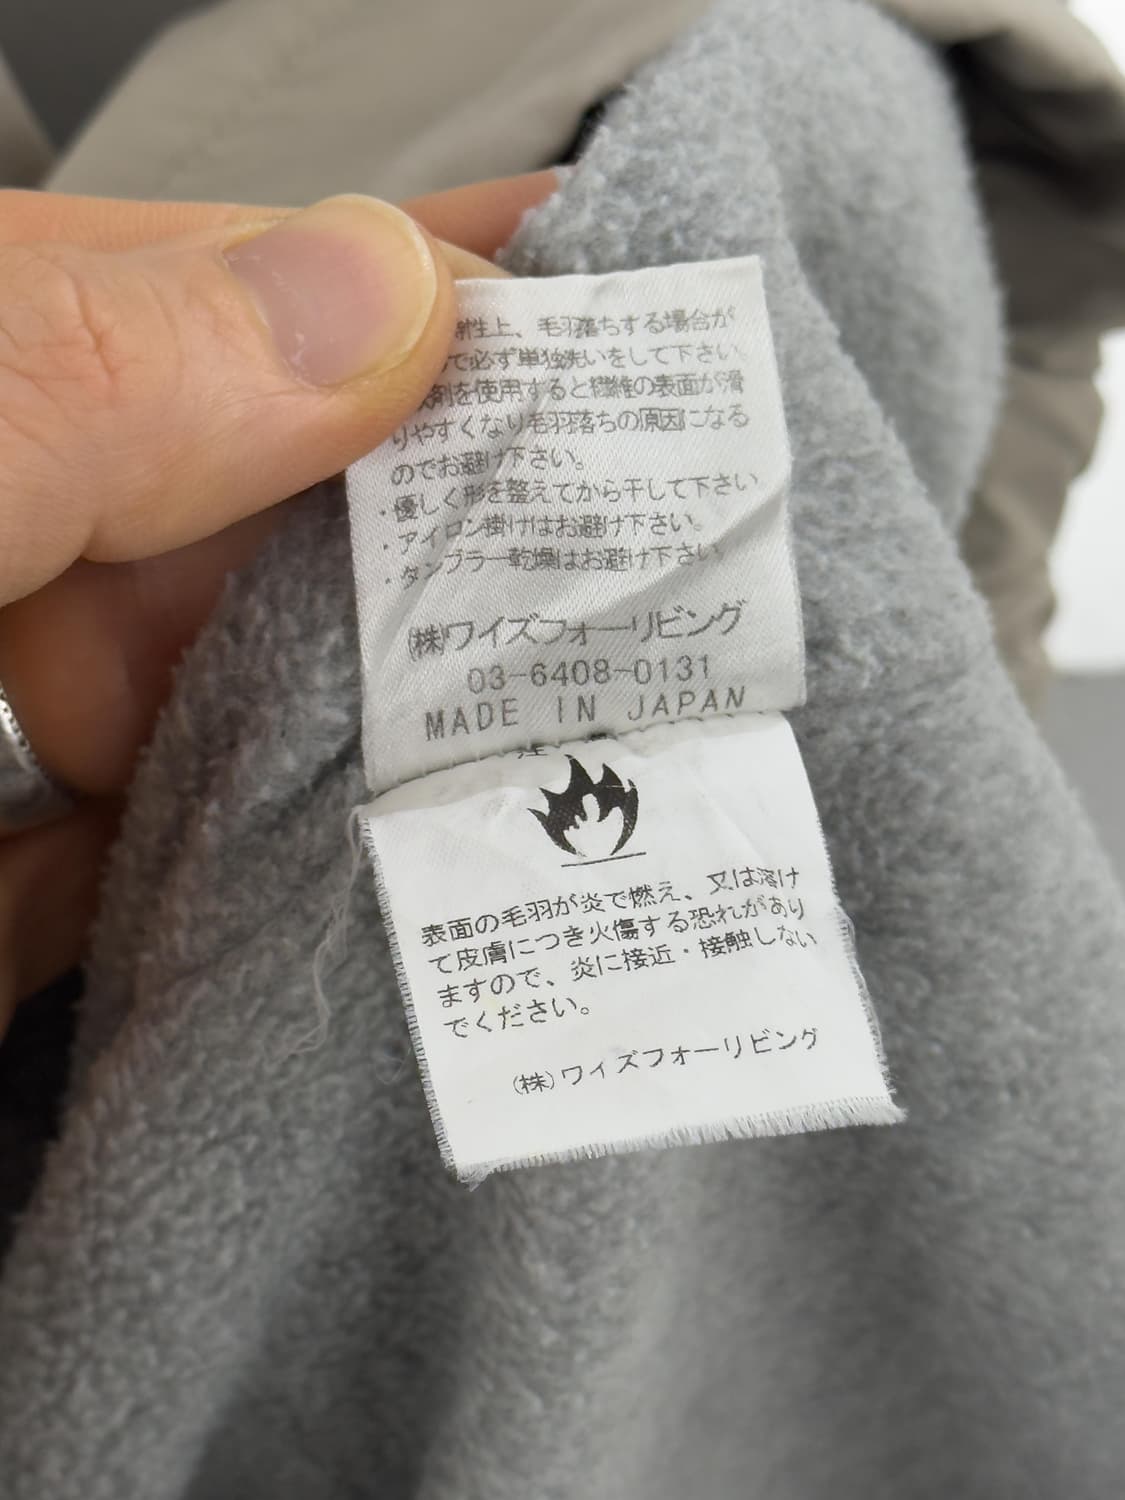 性上、毛羽落ちする場合が
で必ず単独洗いをして下さい。
剤を使用すると繊維の表面が滑
りやすくなり毛羽落ちの原因になる
のでお避け下さい。
・優しく形を整えてから干して下さい
・アイロン掛けはお避け下さい。
・タンブラー乾燥はお避け下さい
(株)ワイズフォーリビング
03-6408-0131
MADE IN JAPAN
表面の毛羽が炎で燃え、又は溶け
て皮膚につき火傷する恐れがあり
ますので、炎に接近・接触しない
でください。
(株)ワイズフォーリビング